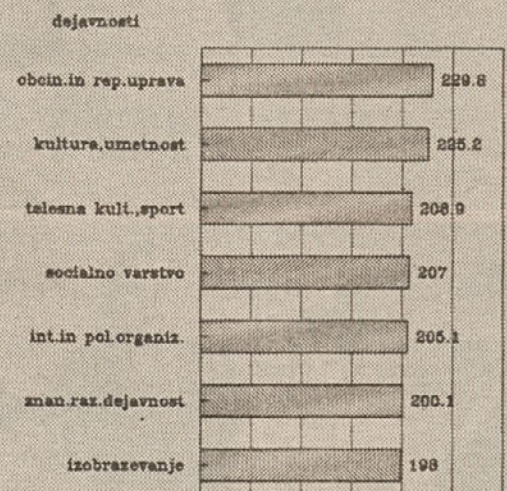 dejavnosti
obcin.in rep.uprava 229.8
kultura,umetnost 225.2
telesna kult.,sport 208.9
socialno varstvo 207
int.in pol.organiz. 205.1
znan.raz.dejavnost 200.1
izobrazevanje 198